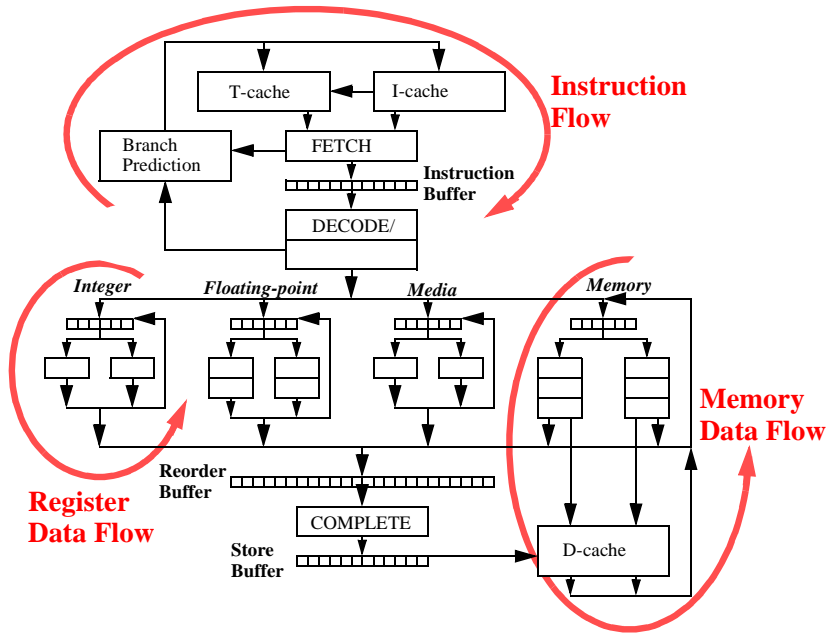 T-cache
I-cache
Instruction
Flow
Branch
Prediction
FETCH
Instruction
Buffer
DECODE/
Integer
Floating-point
Media
Memory
Memory
Data Flow
Reorder
Buffer
Register
Data Flow
COMPLETE
Store
Buffer
D-cache